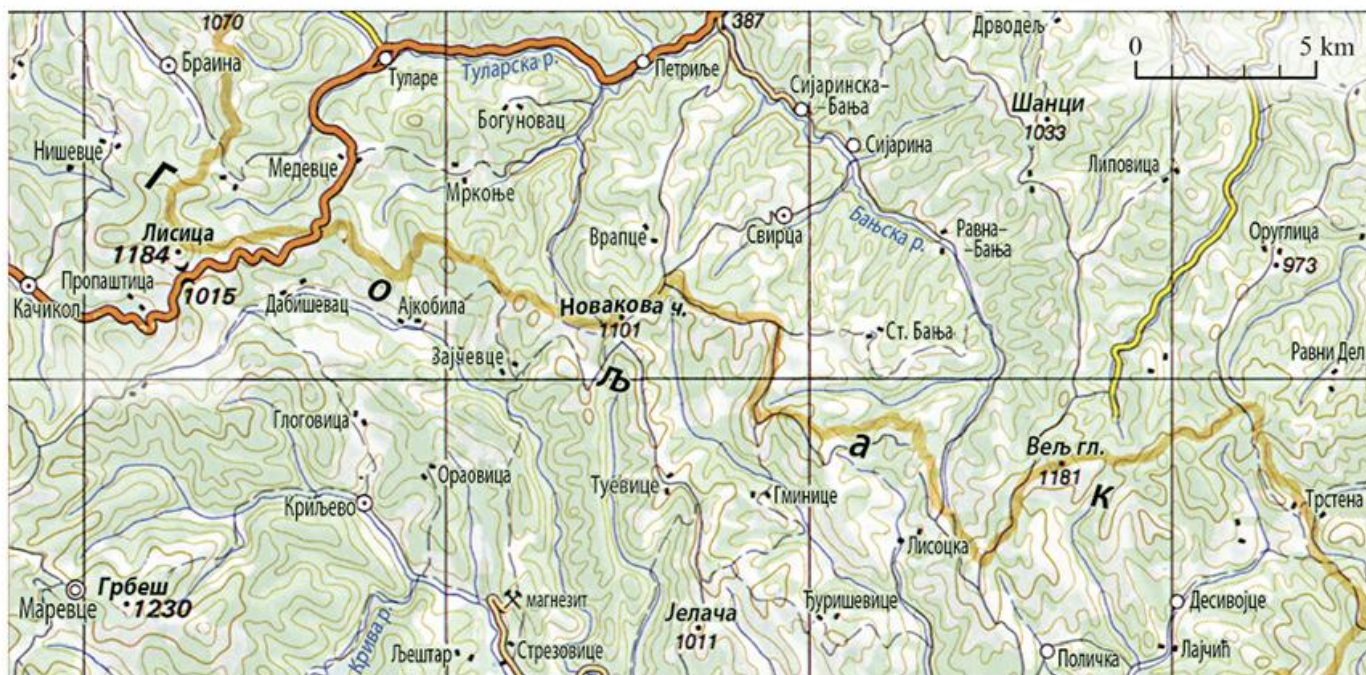 1070
387
Дрводељ
0 5 km
Браина
Туларе
Туларска р.
Петриље
Сијаринска-
-Бања
Шанци
1033
Богуновац
Нишевце
Медевце
Сијарина
Липовица
Г
Мркоње
Лисица
1184
Врапце
Свирца
Бањска р.
Равна-
-Бања
Оруглица
973
Пропаштица
1015
Качикол
Дабишевац
о
Ајкобила
Новакова ч.
1101
Ст. Бања
Зајчевце
љ
Равни Дел
Глоговица
а
Вељ гл.
1181
Ораовица
Туевице
Гминице
к
Трстена
Криљево
Лисоцка
Грбеш
1230
Маревце
магнезит
Јелача
1011
Ђуришевице
Десивојце
Крива р.
Љештар
Стрезовице
Поличка
Лајчић